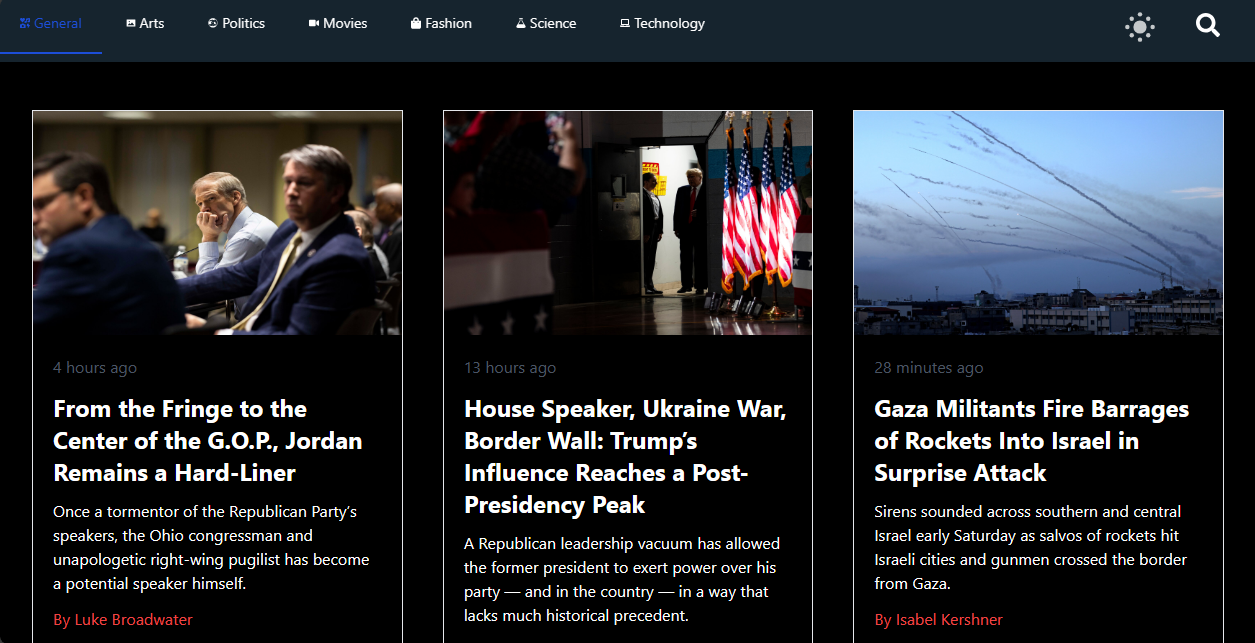 General Arts Politics Movies Fashion Science Technology
4 hours ago
From the Fringe to the
Center of the G.O.P., Jordan
Remains a Hard-Liner
Once a tormentor of the Republican Party’s
speakers, the Ohio congressman and
unapologetic right-wing pugilist has become
a potential speaker himself.
By Luke Broadwater
13 hours ago
House Speaker, Ukraine War,
Border Wall: Trump’s
Influence Reaches a Post-
Presidency Peak
A Republican leadership vacuum has allowed
the former president to exert power over his
party — and in the country — in a way that
lacks much historical precedent.
28 minutes ago
Gaza Militants Fire Barrages
of Rockets Into Israel in
Surprise Attack
Sirens sounded across southern and central
Israel early Saturday as salvos of rockets hit
Israeli cities and gunmen crossed the border
from Gaza.
By Isabel Kershner